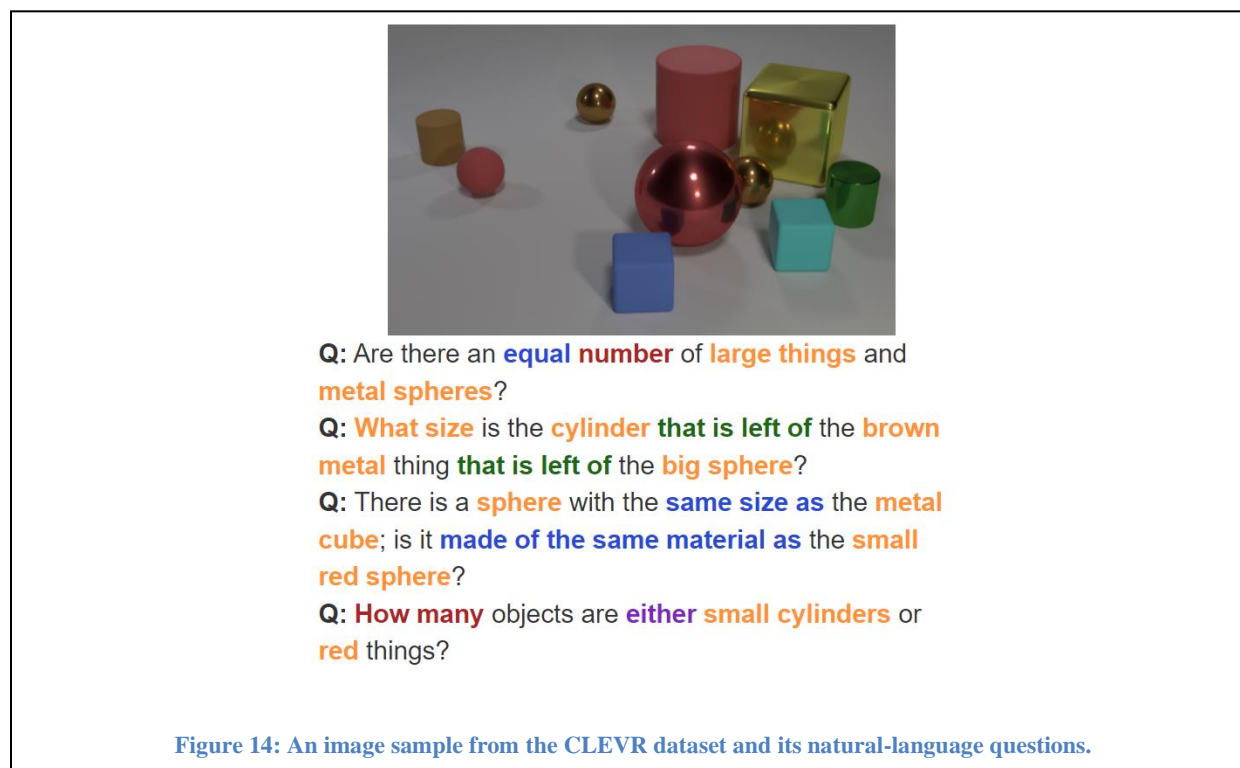 Q: Are there an equal number of large things and
metal spheres?
Q: What size is the cylinder that is left of the brown
metal thing that is left of the big sphere?
Q: There is a sphere with the same size as the metal
cube; is it made of the same material as the small
red sphere?
Q: How many objects are either small cylinders or
red things?
Figure 14: An image sample from the CLEVR dataset and its natural-language questions.